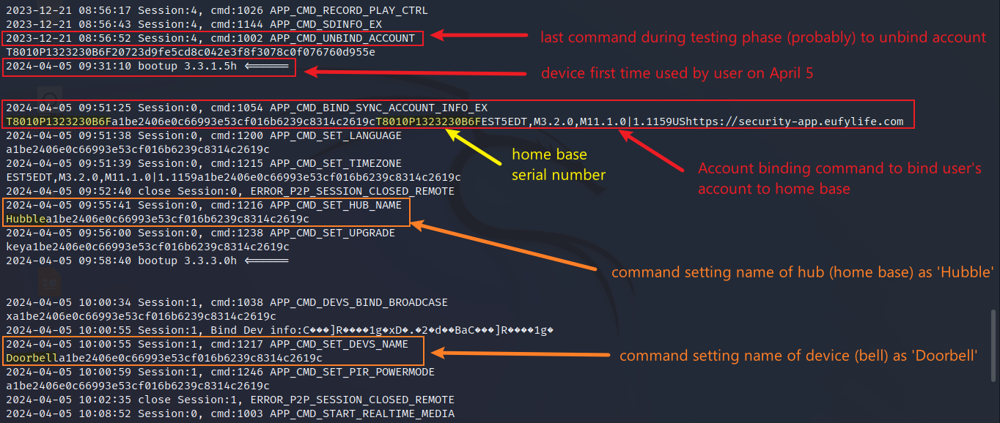 2023-12-21 08:56:17 Session:4, cmd:1026 APP_CMD_RECORD_PLAY_CTRL
2023-12-21 08:56:43 Session:4, cmd:1144 APP_CMD_SDINFO_EX
2023-12-21 08:56:52 Session:4, cmd:1002 APP_CMD_UNBIND_ACCOUNT
last command during testing phase (probably) to unbind account
T8010P1323230B6F20723d9fe5cd8c042e3f8f3078c0f076760d955e
2024-04-05 09:31:10 bootup 3.3.1.5h <======
device first time used by user on April 5
2024-04-05 09:51:25 Session:0, cmd:1054 APP_CMD_BIND_SYNC_ACCOUNT_INFO_EX
T8010P1323230B6Fa1be2406e0c66993e53cf016b6239c8314c2619cT8010P1323230B6FEST5EDT,M3.2.0,M11.1.0|1.1159UShttps://security-app.eufylife.com
2024-04-05 09:51:38 Session:0, cmd:1200 APP_CMD_SET_LANGUAGE
a1be2406e0c66993e53cf016b6239c8314c2619c
home base
serial number
2024-04-05 09:51:39 Session:0, cmd:1215 APP_CMD_SET_TIMEZONE
EST5EDT,M3.2.0,M11.1.0|1.1159a1be2406e0c66993e53cf016b6239c8314c2619c
Account binding command to bind user's
account to home base
2024-04-05 09:52:40 close Session:0, ERROR_P2P_SESSION_CLOSED_REMOTE
2024-04-05 09:55:41 Session:0, cmd:1216 APP_CMD_SET_HUB_NAME
Hubblea1be2406e0c66993e53cf016b6239c8314c2619c
2024-04-05 09:56:00 Session:0, cmd:1238 APP_CMD_SET_UPGRADE
keya1be2406e0c66993e53cf016b6239c8314c2619c
2024-04-05 09:58:40 bootup 3.3.3.0h <======
command setting name of hub (home base) as 'Hubble'
2024-04-05 10:00:34 Session:1, cmd:1038 APP_CMD_DEVS_BIND_BROADCASE
xa1be2406e0c66993e53cf016b6239c8314c2619c
2024-04-05 10:00:55 Session:1, Bind Dev info:C���]R����1g�xD�.�2�d��BaC���]R����1g�
2024-04-05 10:00:55 Session:1, cmd:1217 APP_CMD_SET_DEVS_NAME
Doorbella1be2406e0c66993e53cf016b6239c8314c2619c
command setting name of device (bell) as 'Doorbell'
2024-04-05 10:00:59 Session:1, cmd:1246 APP_CMD_SET_PIR_POWERMODE
a1be2406e0c66993e53cf016b6239c8314c2619c
2024-04-05 10:02:35 close Session:1, ERROR_P2P_SESSION_CLOSED_REMOTE
2024-04-05 10:08:52 Session:0, cmd:1003 APP_CMD_START_REALTIME_MEDIA